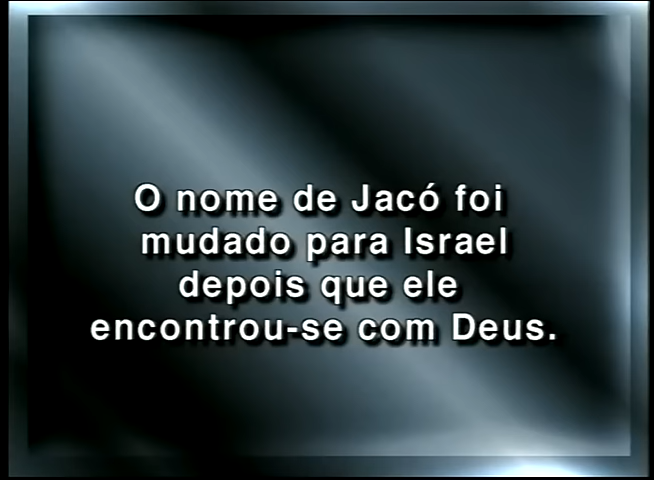 O nome de Jacó foi
mudado para Israel
depois que ele
encontrou-se com Deus.